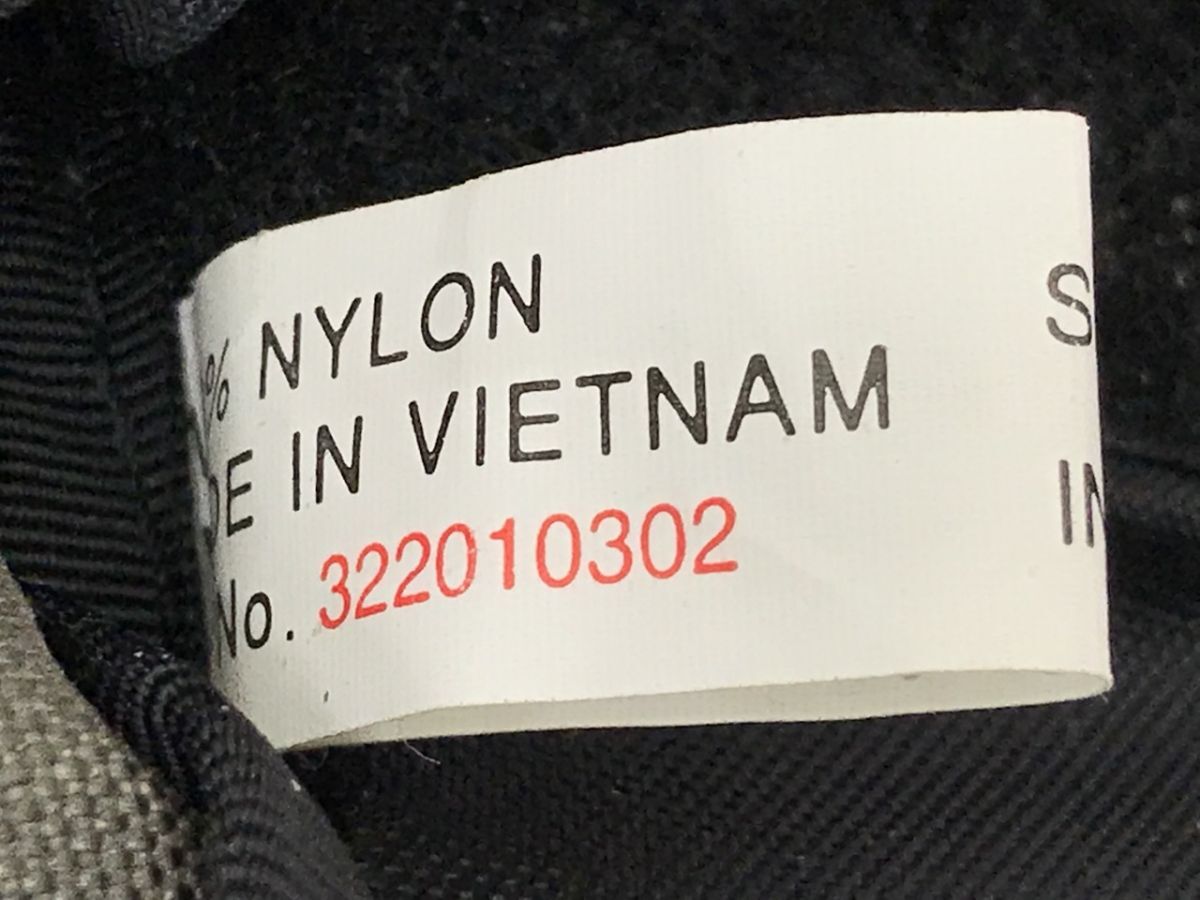 % NYLON
DE IN VIETNAM
No. 322010302
S
IN